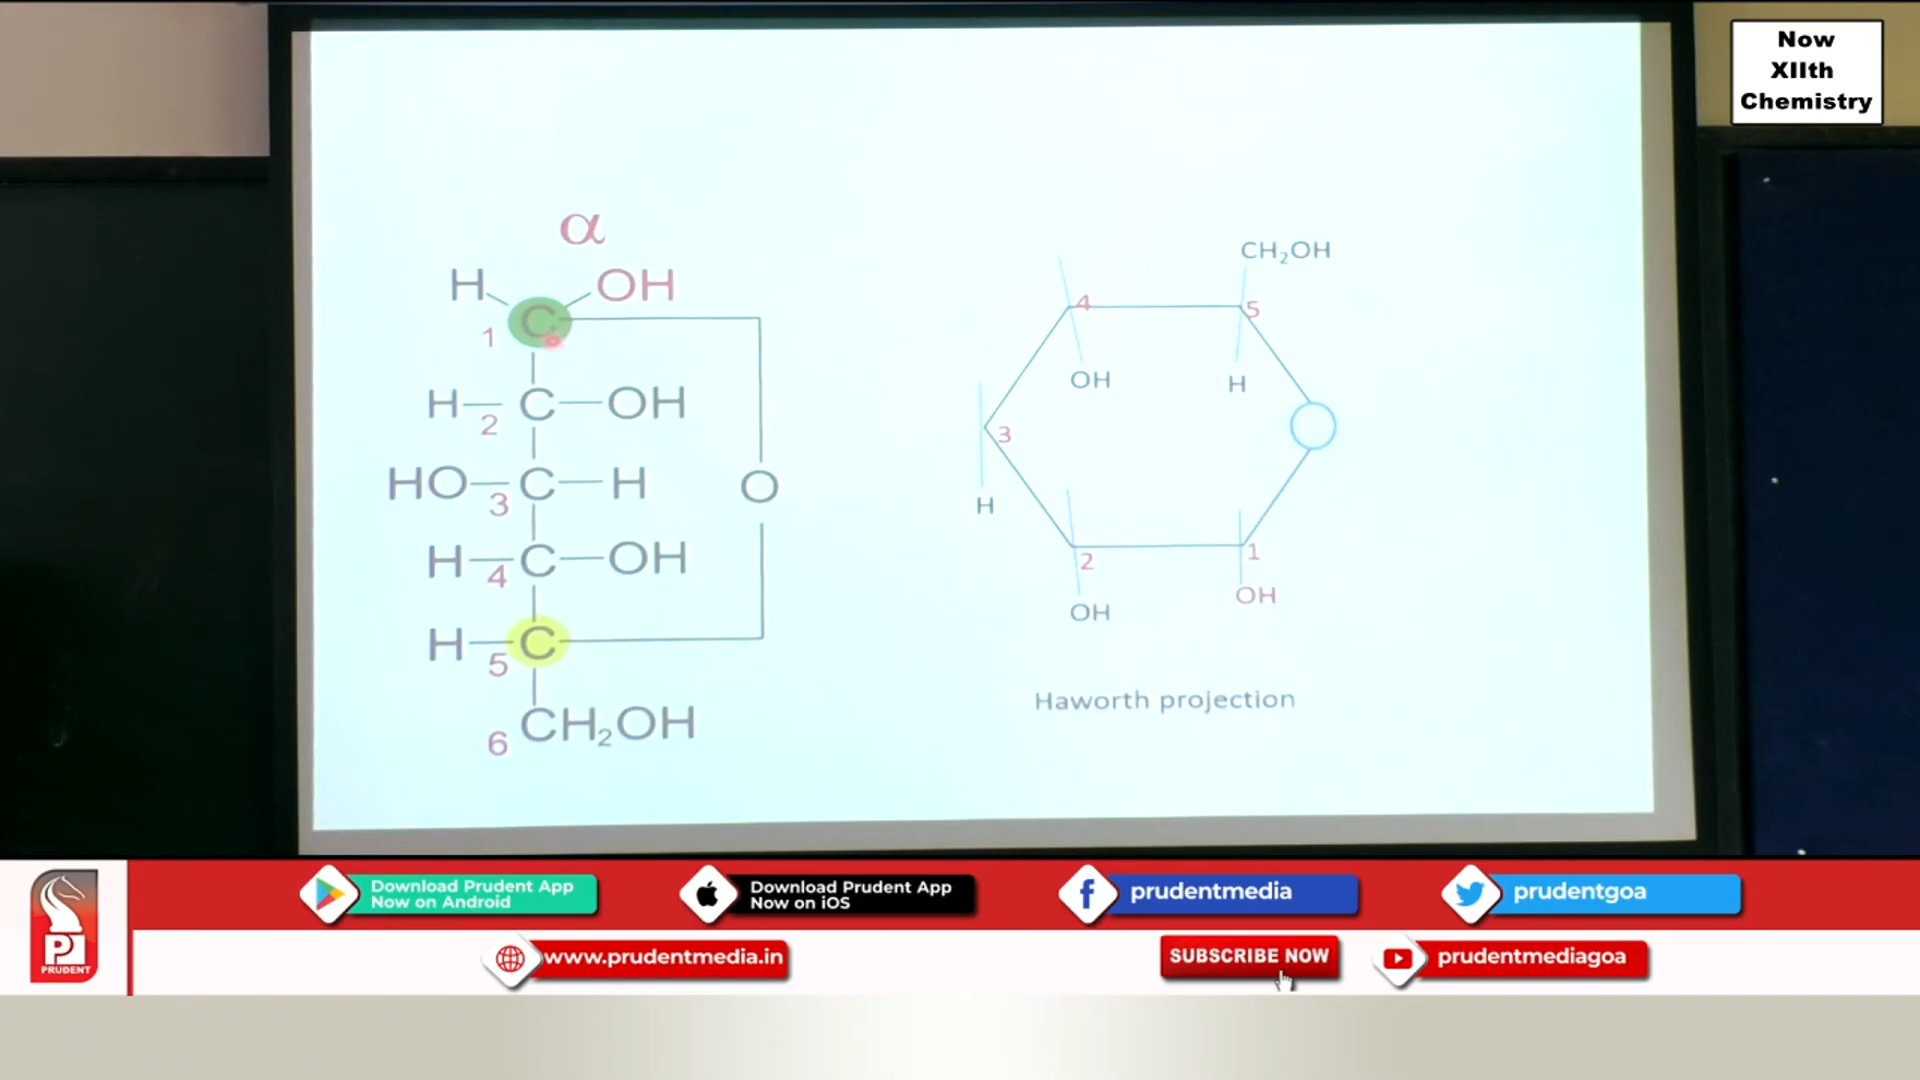 Now
XIIth
Chemistry
α
H OH
C
1
H C OH
2
HO C H
3
O
H C OH
4
H C
5
6 CH₂OH
CH₂OH
4 5
OH H
3
H
2 1
OH OH
Haworth projection
Download Prudent App
Now on Android
Download Prudent App
Now on iOS
prudentmedia
prudentgoa
PRUDENT
www.prudentmedia.in
SUBSCRIBE NOW
prudentmediagoa